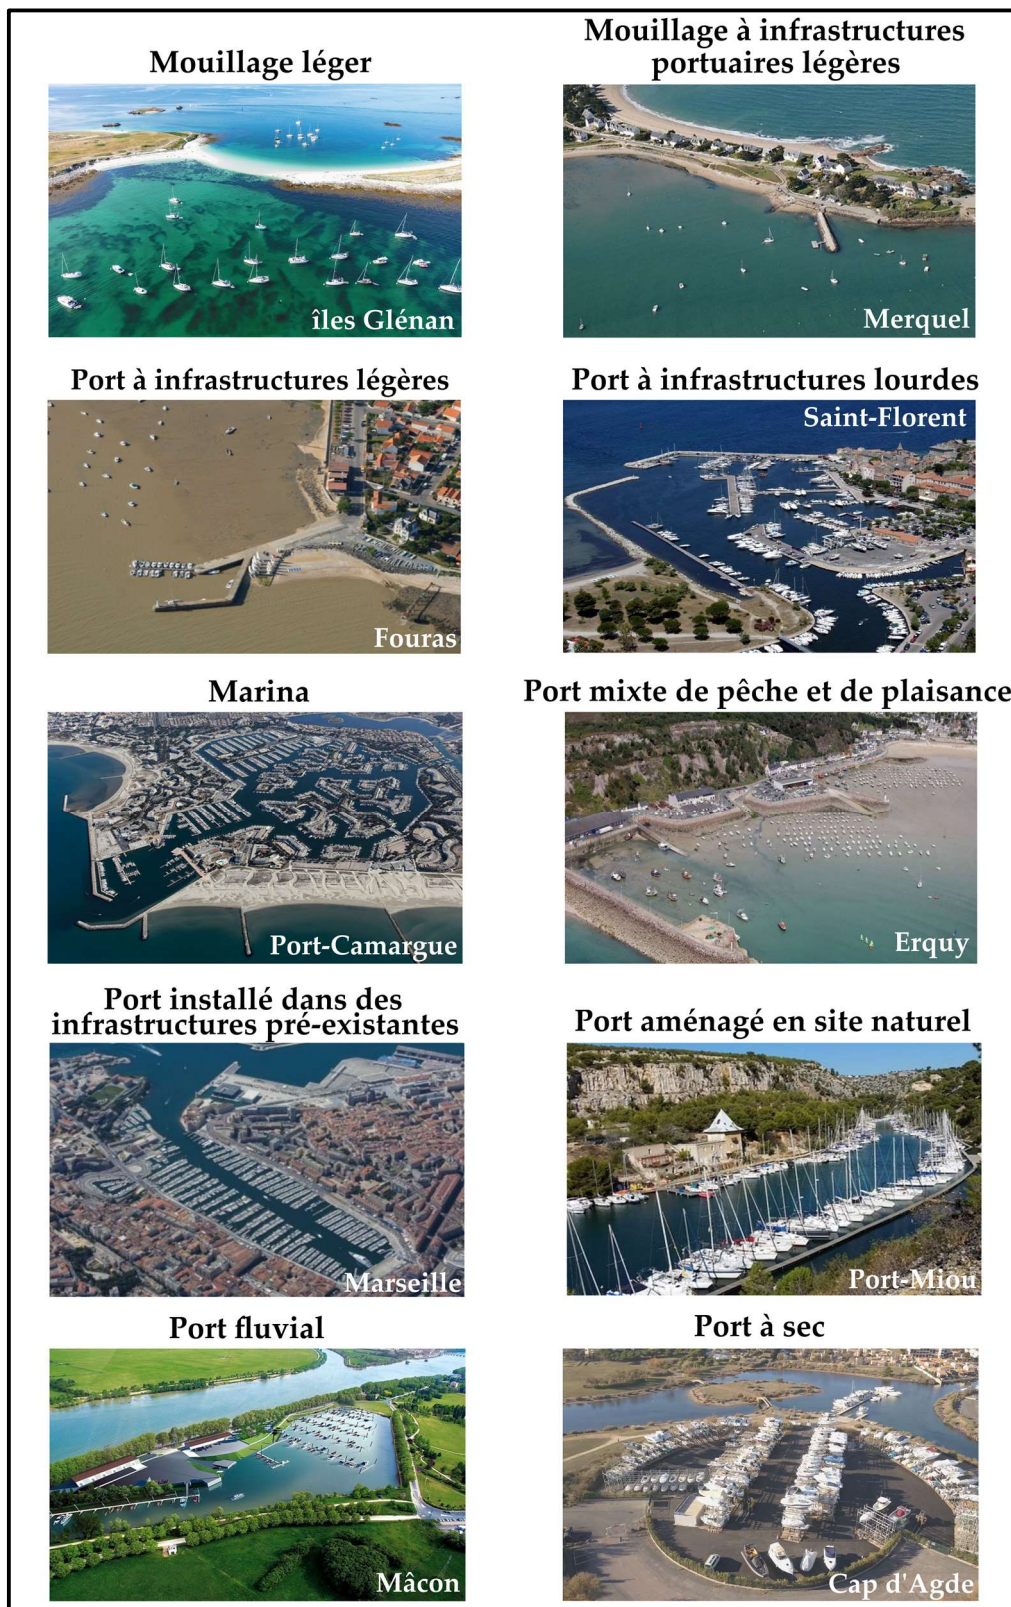 Mouillage léger
Mouillage à infrastructures
portuaires légères
îles Glénan
Merquel
Port à infrastructures légères
Port à infrastructures lourdes
Saint-Florent
Fouras
Marina
Port mixte de pêche et de plaisance
Port-Camargue
Erquy
Port installé dans des
infrastructures pré-existantes
Port aménagé en site naturel
Marseille
Port-Miou
Port fluvial
Port à sec
Mâcon
Cap d'Agde